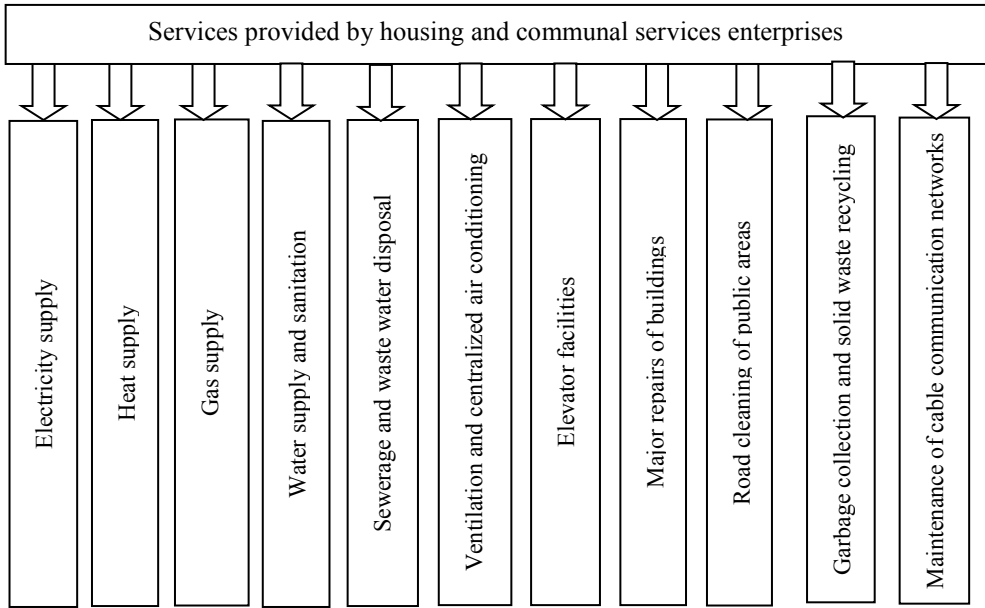 Services provided by housing and communal services enterprises
Electricity supply
Heat supply
Gas supply
Water supply and sanitation
Sewerage and waste water disposal
Ventilation and centralized air conditioning
Elevator facilities
Major repairs of buildings
Road cleaning of public areas
Garbage collection and solid waste recycling
Maintenance of cable communication networks